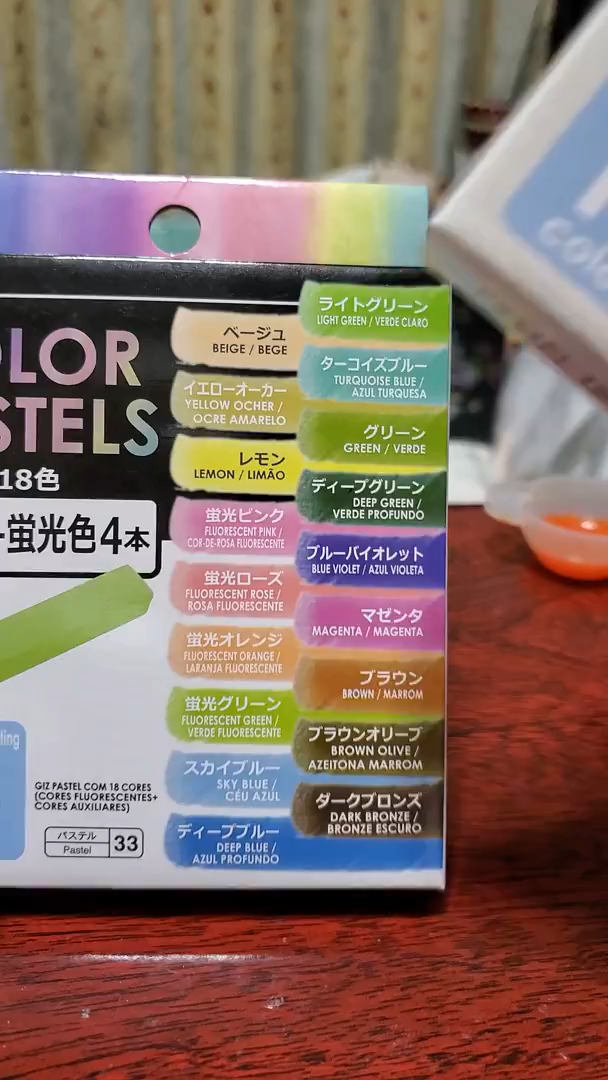 OLOR
STELS
18色
蛍光色4本
ting
GIZ PASTEL COM 18 CORES
(CORES FLUORESCENTES+
CORES AUXILIARES)
パステル
Pastel
33
ベージュ
BEIGE / BEGE
イエローオーカー
YELLOW OCHER /
OCRE AMARELO
レモン
LEMON / LIMÃO
蛍光ピンク
FLUORESCENT PINK /
COR-DE-ROSA FLUORESCENTE
蛍光ローズ
FLUORESCENT ROSE /
ROSA FLUORESCENTE
蛍光オレンジ
FLUORESCENT ORANGE /
LARANJA FLUORESCENTE
蛍光グリーン
FLUORESCENT GREEN /
VERDE FLUORESCENTE
スカイブルー
SKY BLUE /
CÉU AZUL
ディープブルー
DEEP BLUE /
AZUL PROFUNDO
ライトグリーン
LIGHT GREEN / VERDE CLARO
ターコイズブルー
TURQUOISE BLUE /
AZUL TURQUESA
グリーン
GREEN / VERDE
ディープグリーン
DEEP GREEN /
VERDE PROFUNDO
ブルーバイオレット
BLUE VIOLET / AZUL VIOLETA
マゼンタ
MAGENTA / MAGENTA
ブラウン
BROWN / MARROM
ブラウンオリーブ
BROWN OLIVE /
AZEITONA MARROM
ダークブロンズ
DARK BRONZE /
BRONZE ESCURO